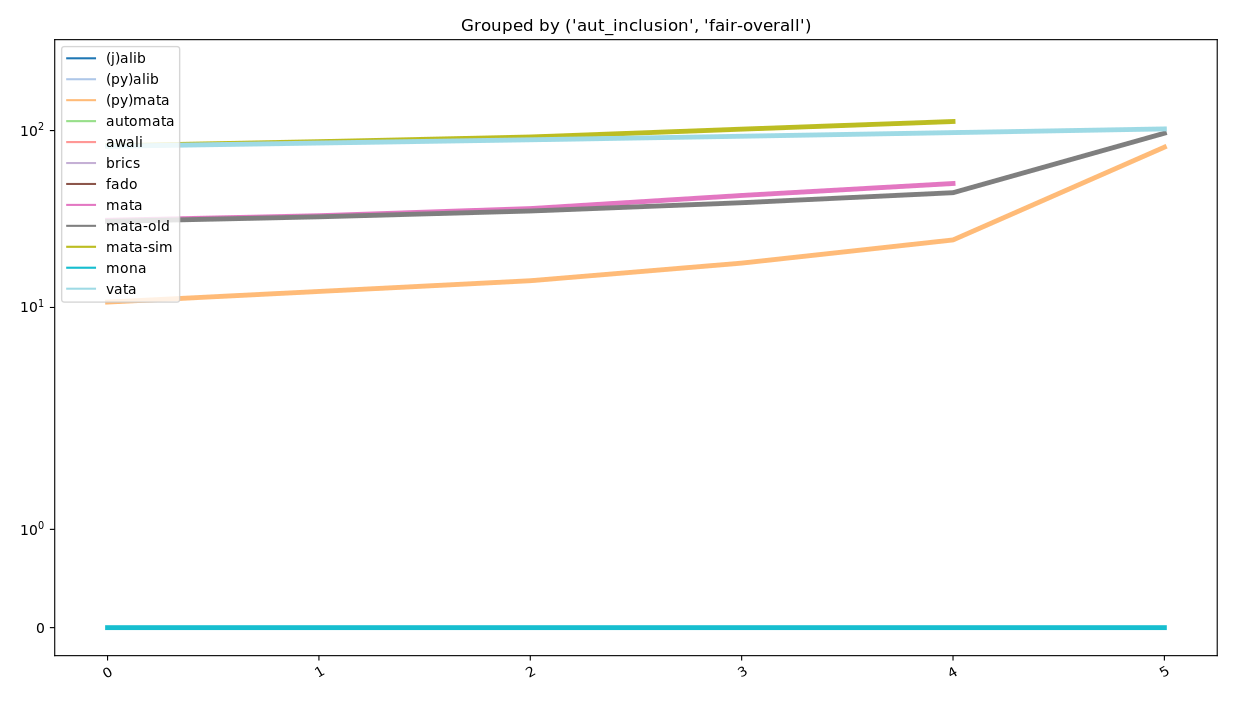 Grouped by ('aut_inclusion', 'fair-overall')
(j)alib
(py)alib
(py)mata
automata
awali
brics
fado
mata
mata-old
mata-sim
mona
vata
10²
10¹
10⁰
0
0
1
2
3
4
5